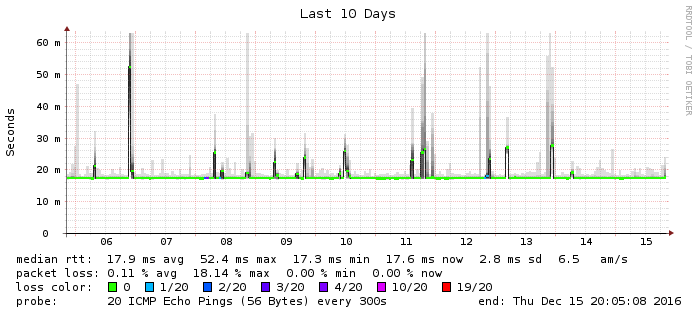 Last 10 Days
RRDTOOL / TOBI OETIKER
Seconds
60 m
50 m
40 m
30 m
20 m
10 m
0
06 07 08 09 10 11 12 13 14 15
median rtt: 17.9 ms avg 52.4 ms max 17.3 ms min 17.6 ms now 2.8 ms sd 6.5 am/s
packet loss: 0.11 % avg 18.14 % max 0.00 % min 0.00 % now
loss color: 0 1/20 2/20 3/20 4/20 10/20 19/20
probe: 20 ICMP Echo Pings (56 Bytes) every 300s end: Thu Dec 15 20:05:08 2016